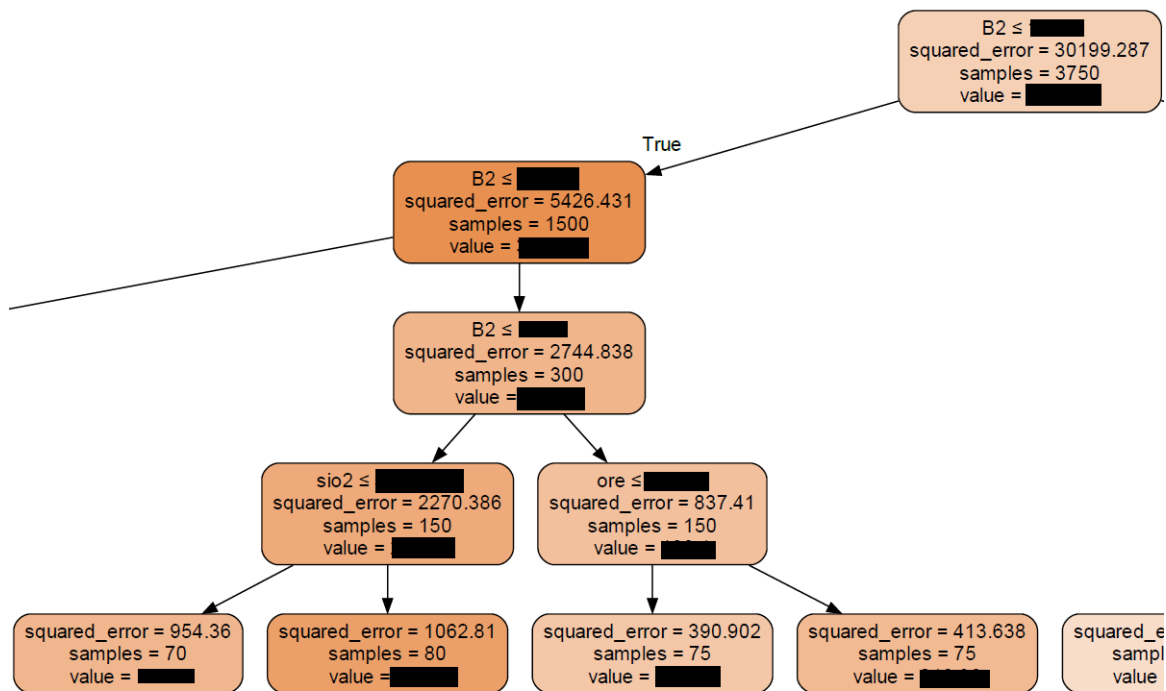 B2 ≤
squared_error = 30199.287
samples = 3750
value =
True
B2 ≤
squared_error = 5426.431
samples = 1500
value =
B2 ≤
squared_error = 2744.838
samples = 300
value =
sio2 ≤
squared_error = 2270.386
samples = 150
value =
ore ≤
squared_error = 837.41
samples = 150
value =
squared_error = 954.36
samples = 70
value =
squared_error = 1062.81
samples = 80
value =
squared_error = 390.902
samples = 75
value =
squared_error = 413.638
samples = 75
value =
squared_e
samp
value